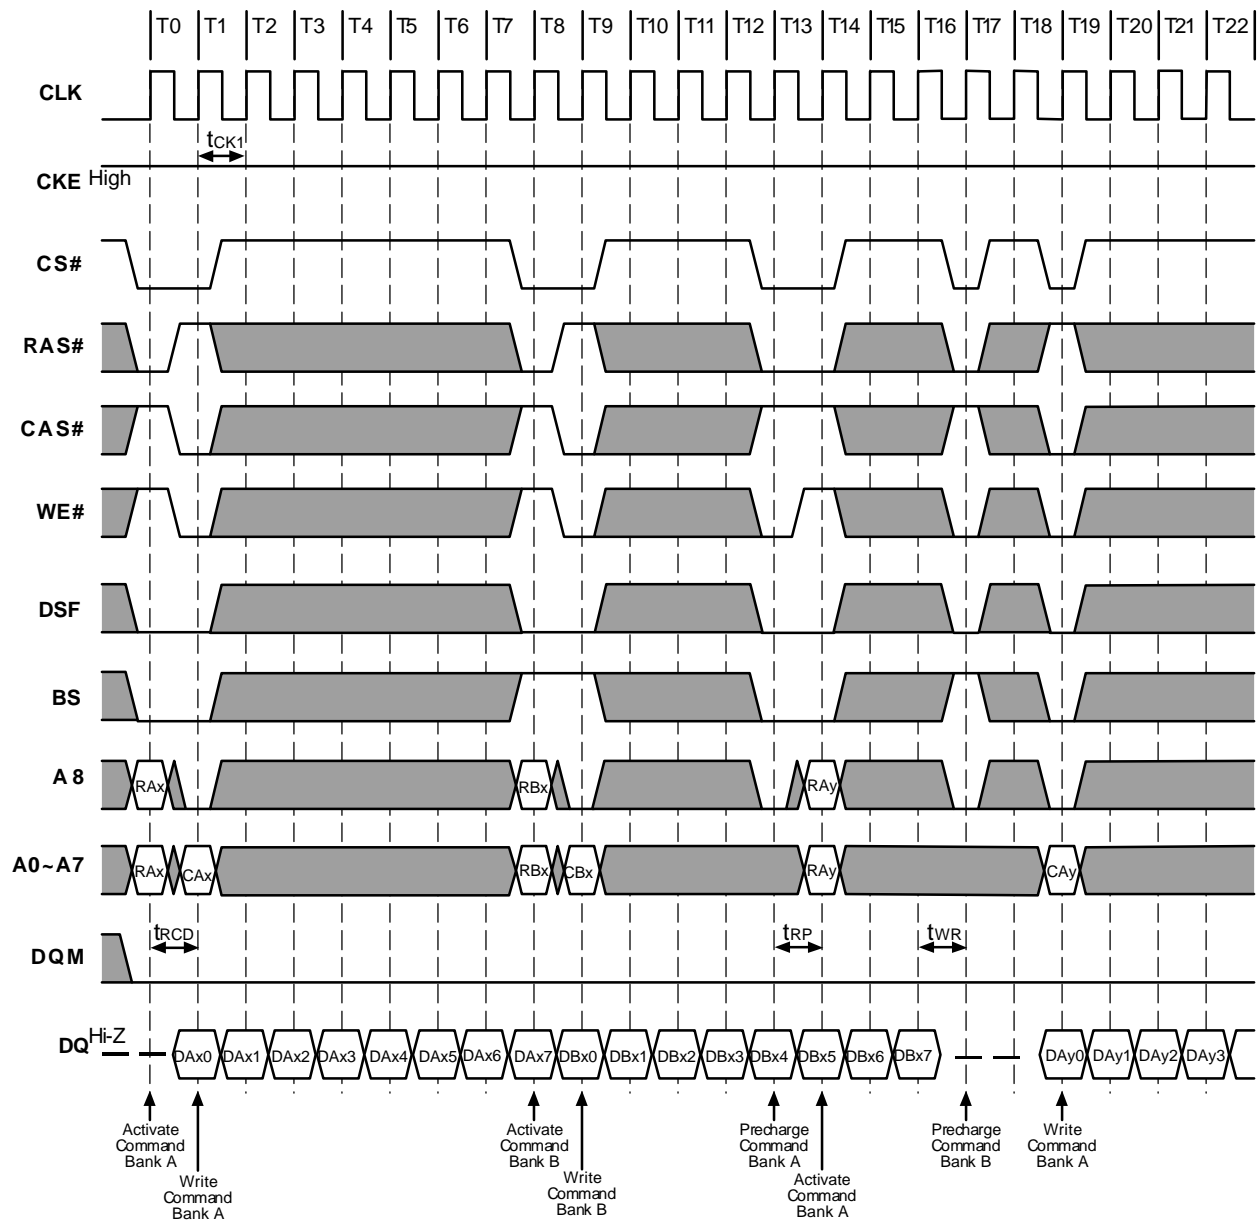 T0 T1 T2 T3 T4 T5 T6 T7 T8 T9 T10 T11 T12 T13 T14 T15 T16 T17 T18 T19 T20 T21 T22
CLK
tCK1
CKE High
CS#
RAS#
CAS#
WE#
DSF
BS
A8 RAx RBx RAy
A0~A7 RAx CAx RBx CBx RAy CAy
tRCD tRP tWR
DQM
DQ Hi-Z DAx0 DAx1 DAx2 DAx3 DAx4 DAx5 DAx6 DAx7 DBx0 DBx1 DBx2 DBx3 DBx4 DBx5 DBx6 DBx7 DAy0 DAy1 DAy2 DAy3
Activate
Command
Bank A
Write
Command
Bank A
Activate
Command
Bank B
Write
Command
Bank B
Precharge
Command
Bank A
Activate
Command
Bank A
Precharge
Command
Bank B
Write
Command
Bank A